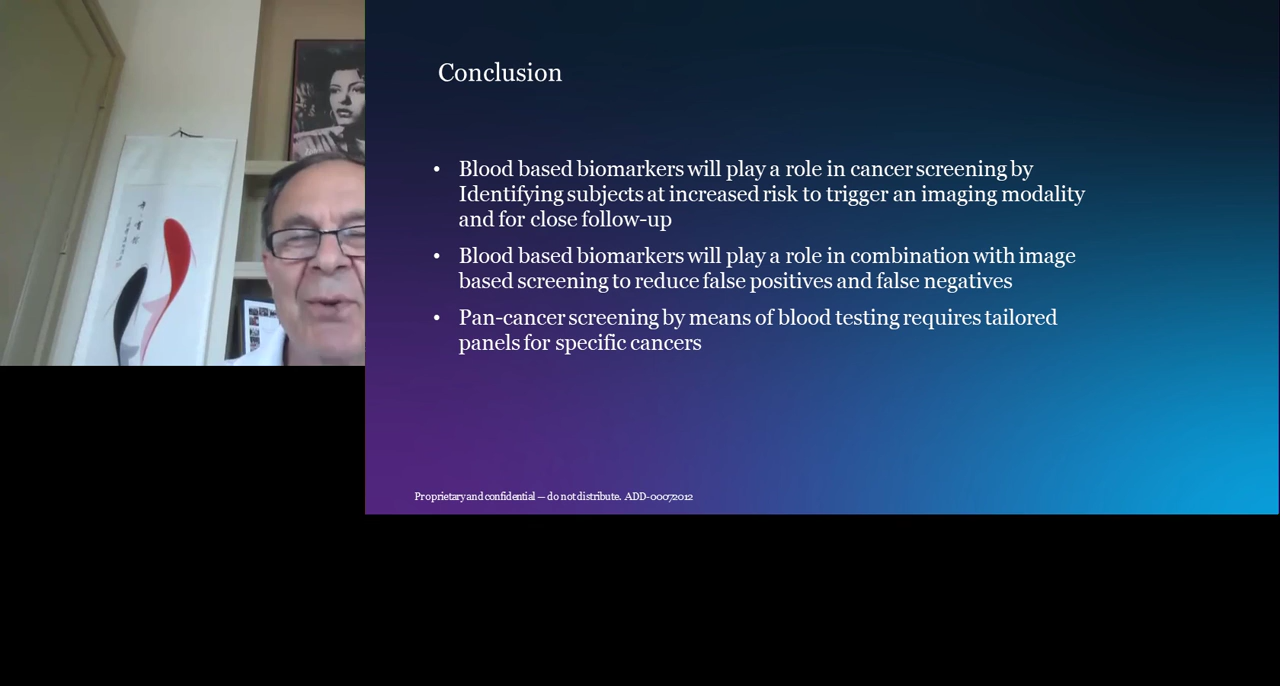 Conclusion
• Blood based biomarkers will play a role in cancer screening by
Identifying subjects at increased risk to trigger an imaging modality
and for close follow-up
• Blood based biomarkers will play a role in combination with image
based screening to reduce false positives and false negatives
• Pan-cancer screening by means of blood testing requires tailored
panels for specific cancers
Proprietary and confidential — do not distribute. ADD-00072012